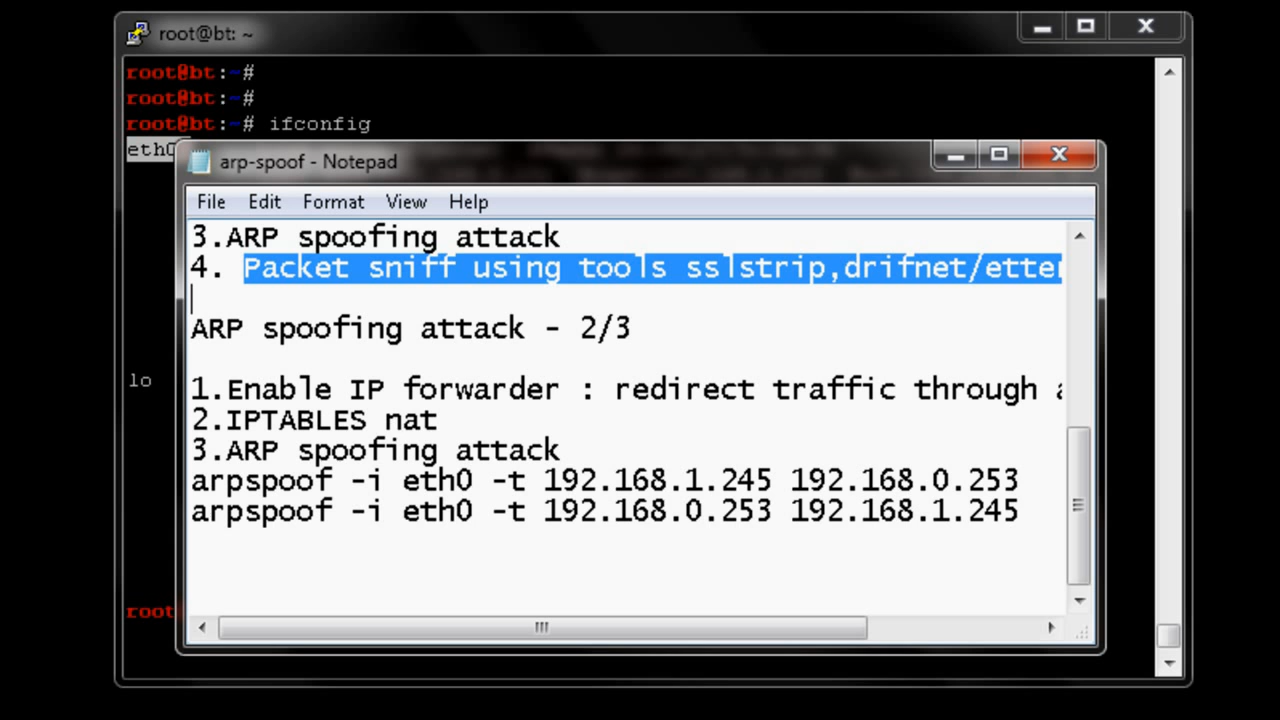 root@bt: ~
root@bt:~#
root@bt:~#
root@bt:~# ifconfig
eth0
arp-spoof - Notepad
File Edit Format View Help
3.ARP spoofing attack
4. Packet sniff using tools sslstrip,drifnet/etter
ARP spoofing attack - 2/3
1.Enable IP forwarder : redirect traffic through
2.IPTABLES nat
3.ARP spoofing attack
arpspoof -i eth0 -t 192.168.1.245 192.168.0.253
arpspoof -i eth0 -t 192.168.0.253 192.168.1.245
lo
root